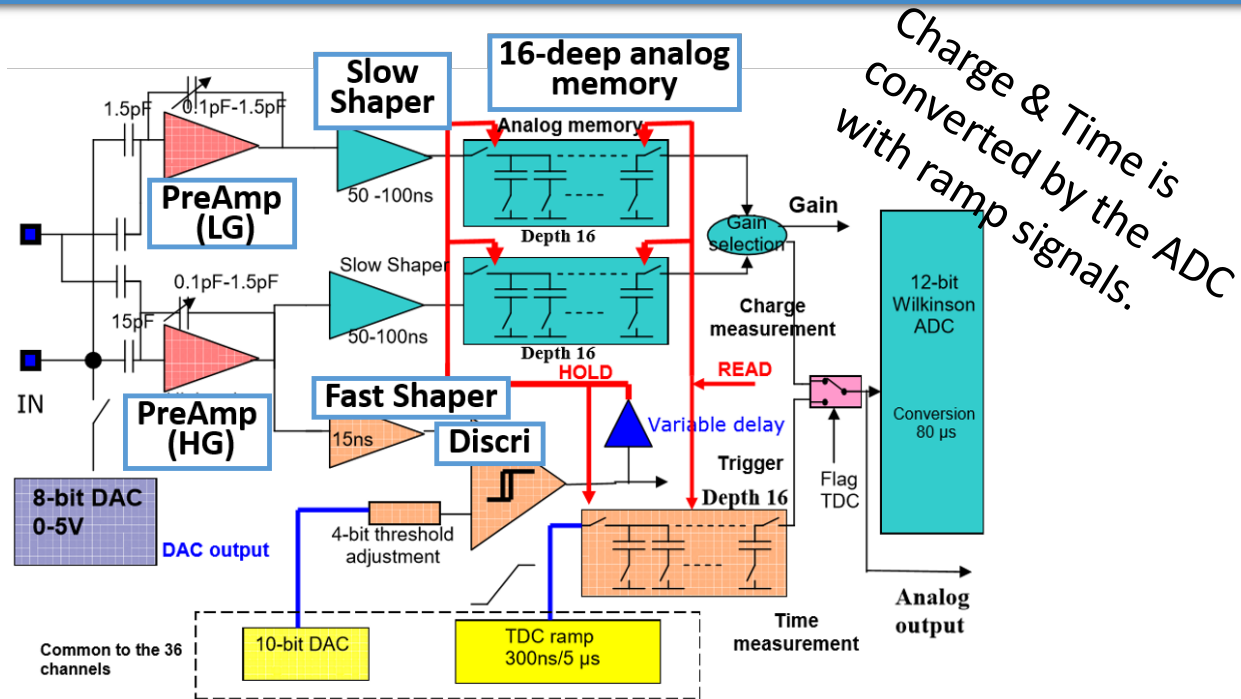 Charge & Time is
converted by the ADC
with ramp signals.
16-deep analog
memory
Slow
Shaper
1.5pF
0.1pF-1.5pF
Analog memory
PreAmp
(LG)
50 -100ns
Depth 16
Gain
selection
Gain
12-bit
Wilkinson
ADC
Conversion
80 µs
Slow Shaper
0.1pF-1.5pF
15pF
50-100ns
Depth 16
Charge
measurement
HOLD
READ
IN
PreAmp
(HG)
Fast Shaper
15ns
Discri
Variable delay
Trigger
Flag
TDC
Depth 16
8-bit DAC
0-5V
DAC output
4-bit threshold
adjustment
Analog
output
Time
measurement
Common to the 36
channels
10-bit DAC
TDC ramp
300ns/5 µs